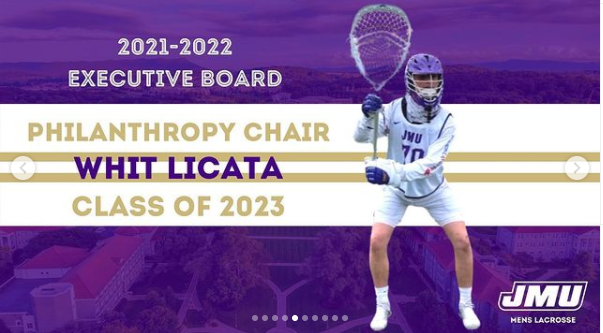 2021-2022
EXECUTIVE BOARD
PHILANTHROPY CHAIR
WHIT LICATA
CLASS OF 2023
JMU
70
JMU
MENS LACROSSE